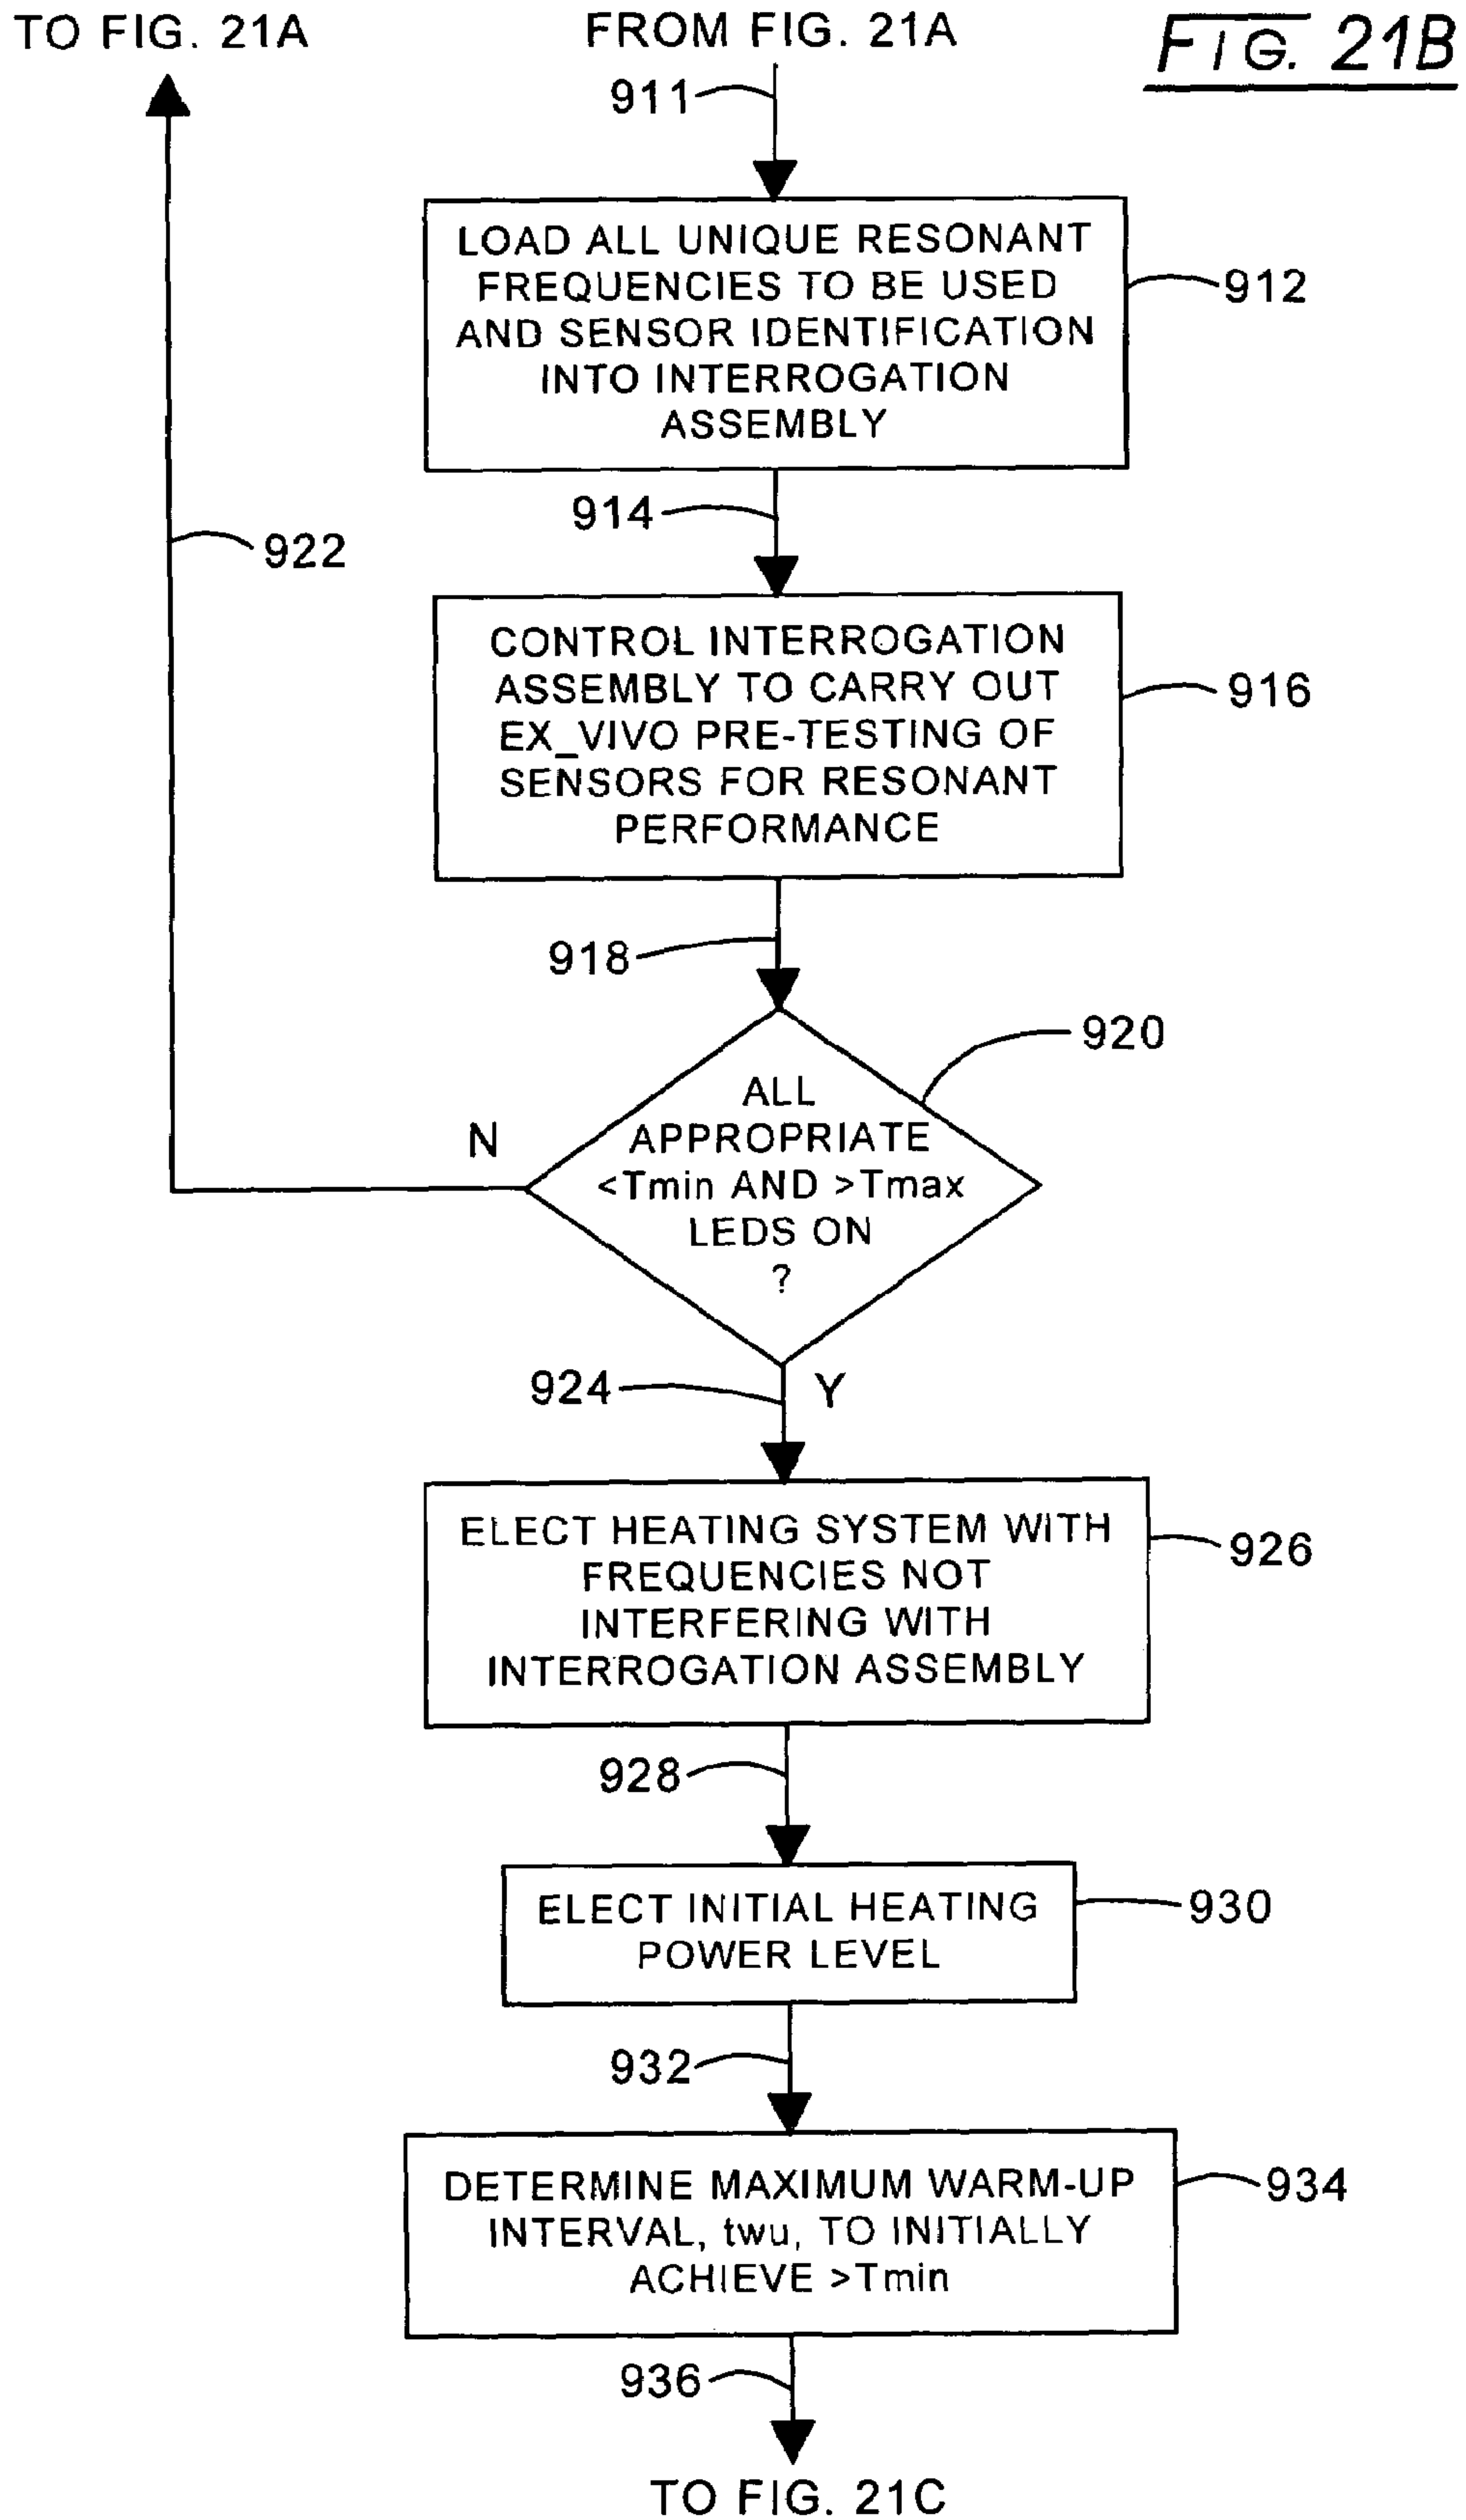 TO FIG. 21A
FROM FIG. 21A
FIG. 21B
911
LOAD ALL UNIQUE RESONANT
FREQUENCIES TO BE USED
AND SENSOR IDENTIFICATION
INTO INTERROGATION
ASSEMBLY
912
914
922
CONTROL INTERROGATION
ASSEMBLY TO CARRY OUT
EX_VIVO PRE-TESTING OF
SENSORS FOR RESONANT
PERFORMANCE
916
918
920
ALL
APPROPRIATE
<Tmin AND >Tmax
LEDS ON
?
N
924
Y
ELECT HEATING SYSTEM WITH
FREQUENCIES NOT
INTERFERING WITH
INTERROGATION ASSEMBLY
926
928
ELECT INITIAL HEATING
POWER LEVEL
930
932
DETERMINE MAXIMUM WARM-UP
INTERVAL, twu, TO INITIALLY
ACHIEVE >Tmin
934
936
TO FIG. 21C